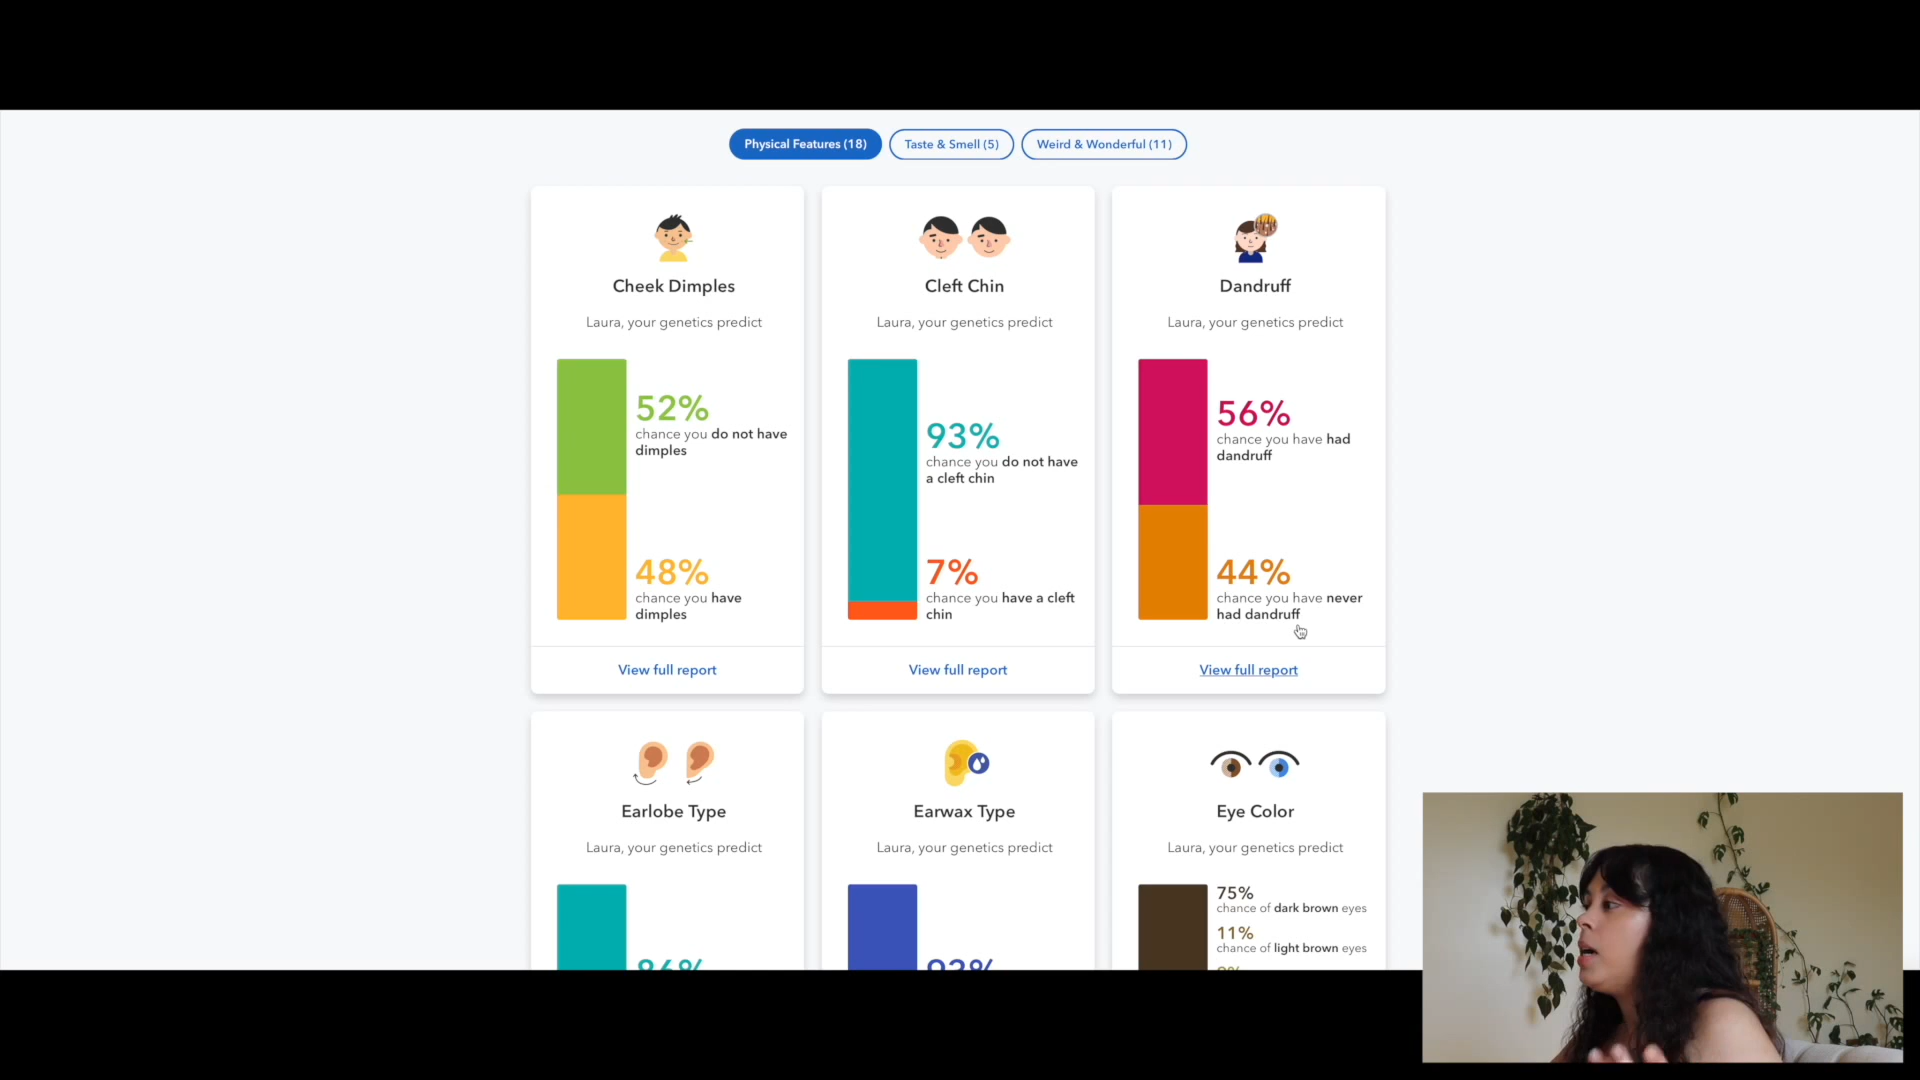 Physical Features (18)
Taste & Smell (5)
Weird & Wonderful (11)
Cheek Dimples
Laura, your genetics predict
52%
chance you do not have
dimples
48%
chance you have
dimples
View full report
Cleft Chin
Laura, your genetics predict
93%
chance you do not have
a cleft chin
7%
chance you have a cleft
chin
View full report
Dandruff
Laura, your genetics predict
56%
chance you have had
dandruff
44%
chance you have never
had dandruff
View full report
Earlobe Type
Laura, your genetics predict
Earwax Type
Laura, your genetics predict
Eye Color
Laura, your genetics predict
75%
chance of dark brown eyes
11%
chance of light brown eyes